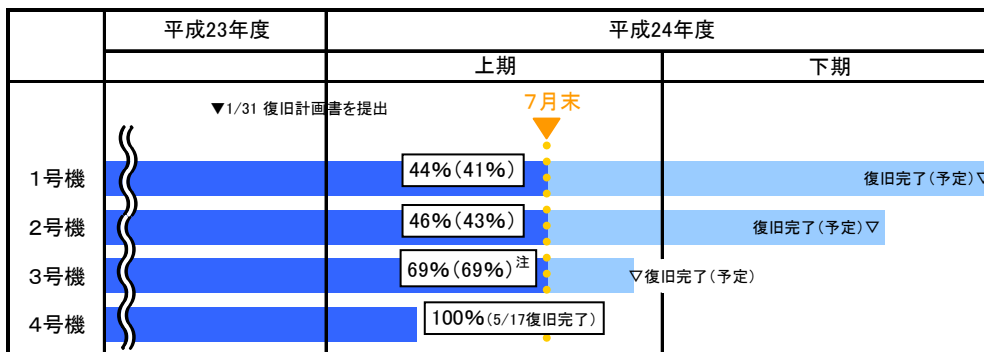 平成23年度
平成24年度
上期
下期
▼1/31 復旧計画書を提出
7月末
1号機
44%(41%)
復旧完了(予定)▽
2号機
46%(43%)
復旧完了(予定)▽
3号機
69%(69%)注
▽復旧完了(予定)
4号機
100%(5/17復旧完了)